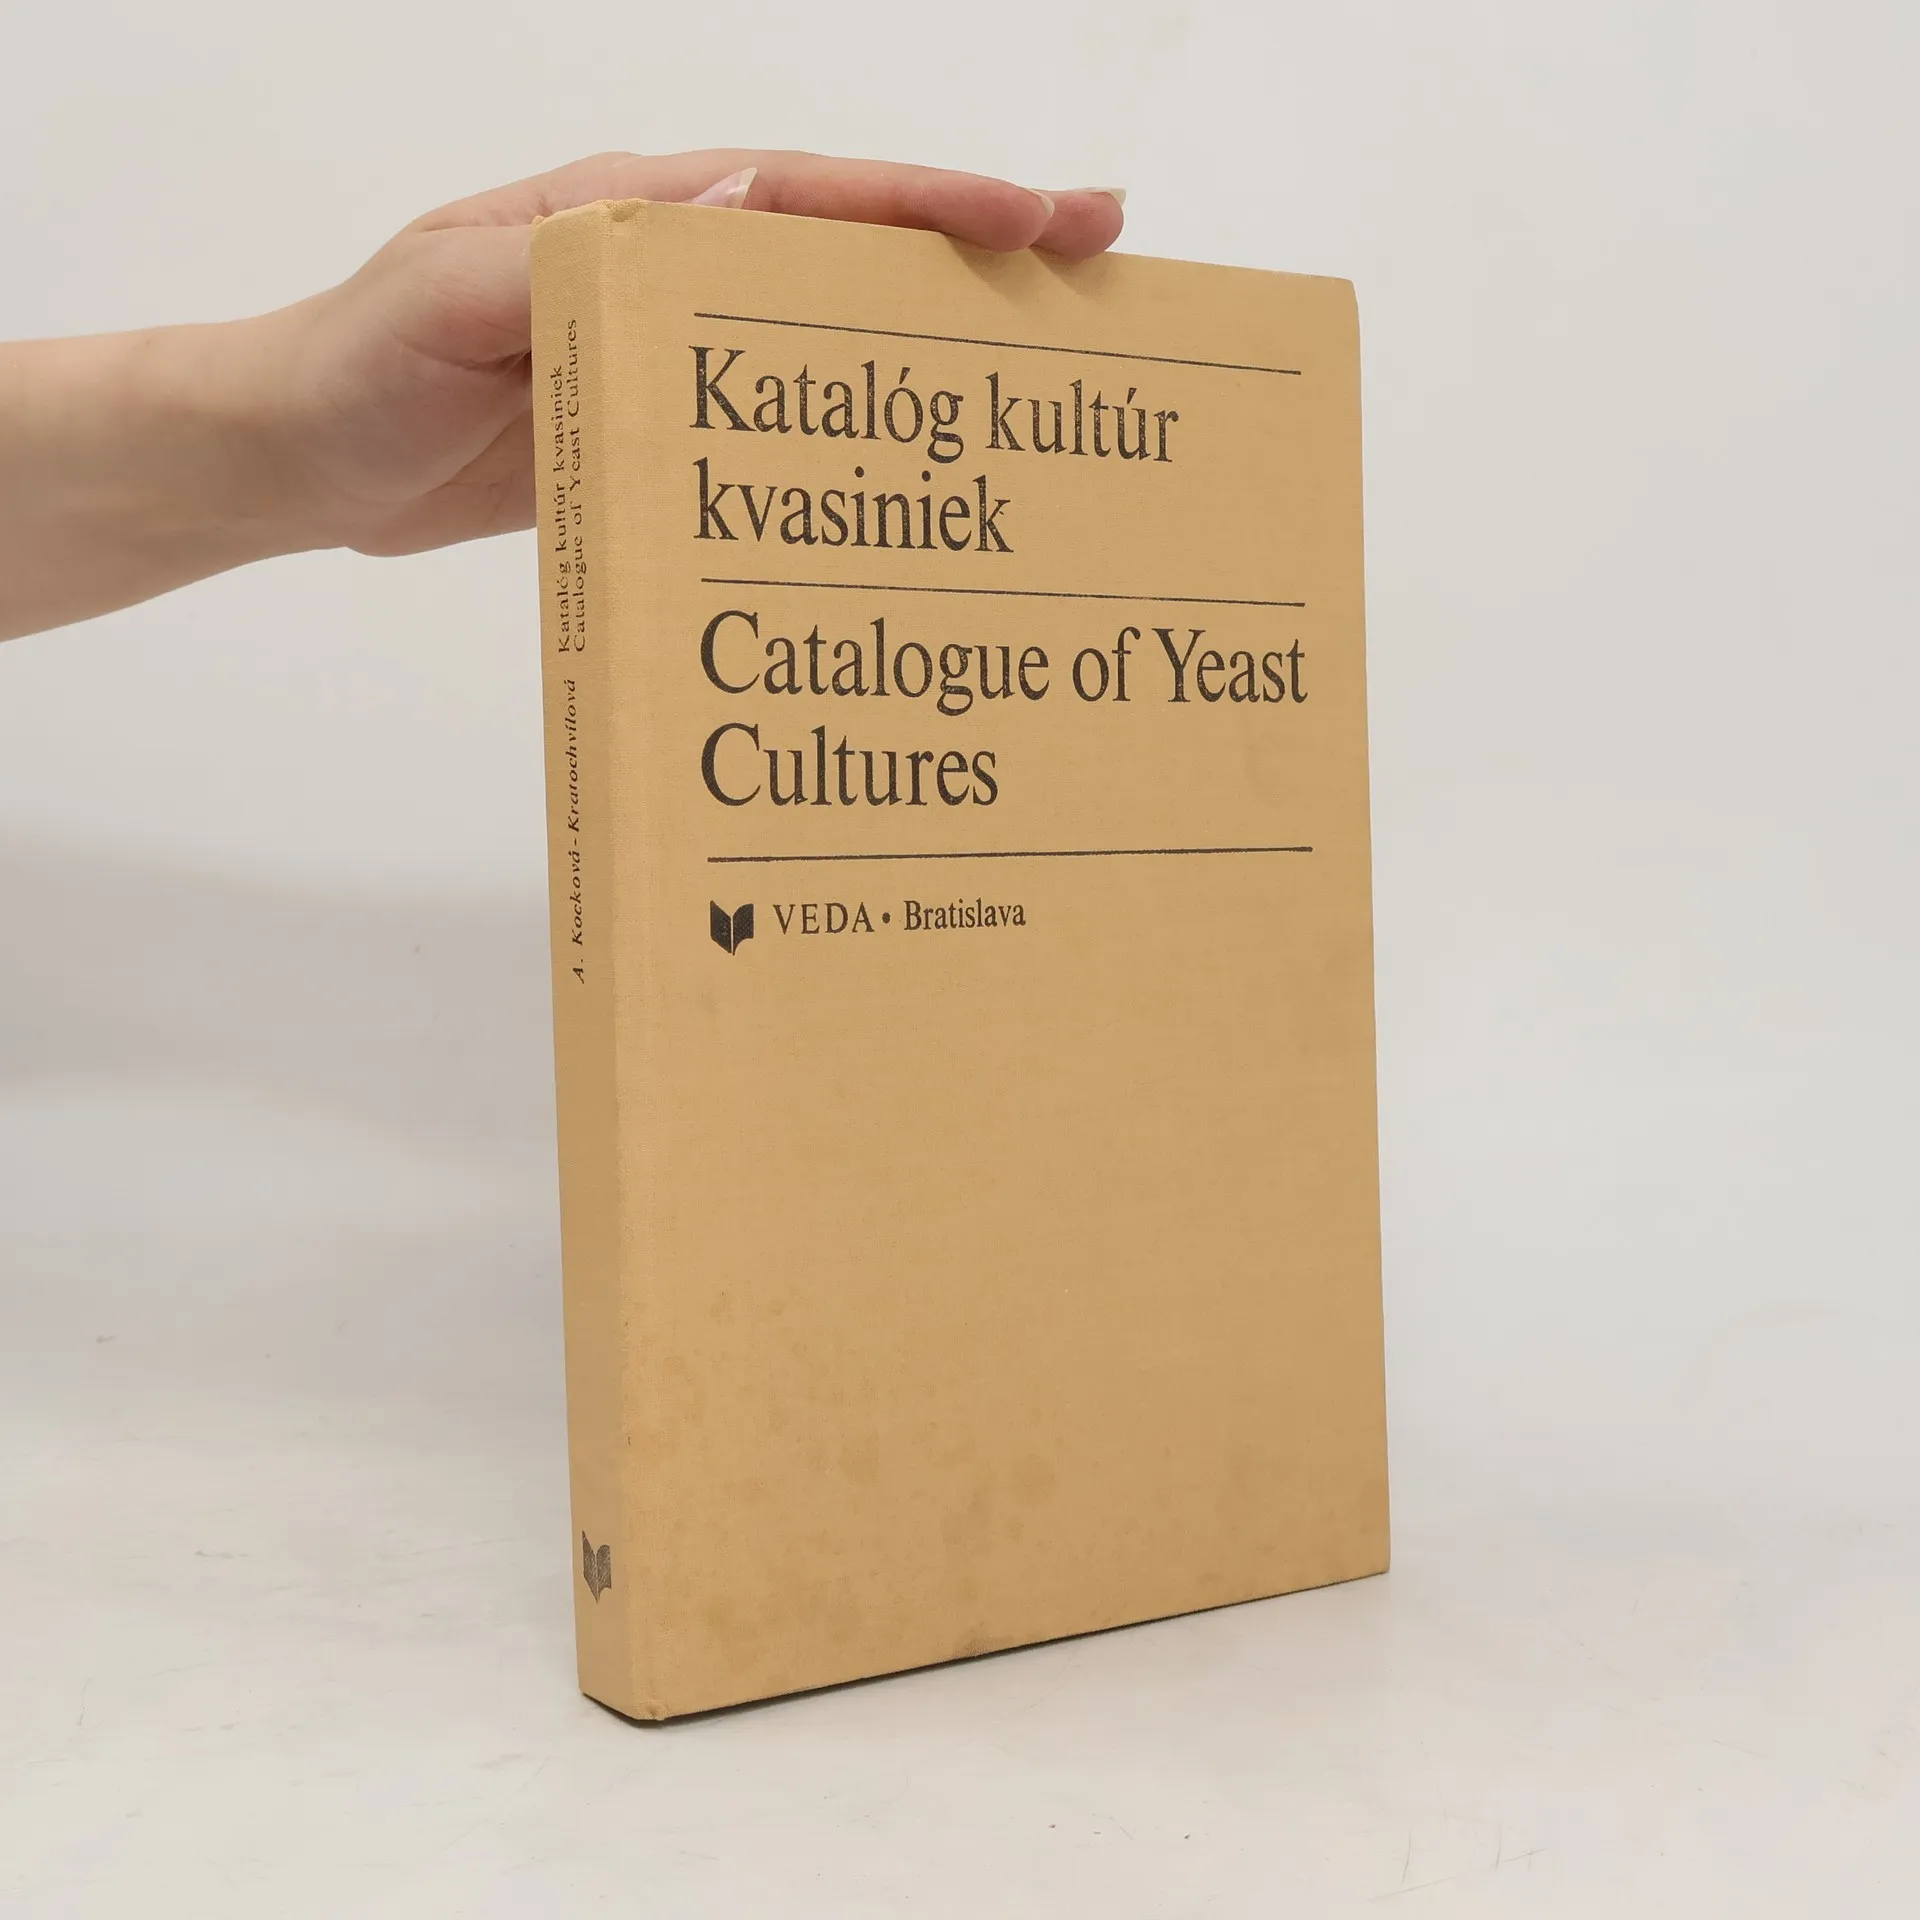 Katalóg kultúr
kvasiniek
Catalogue of Yeast
Cultures
VEDA • Bratislava
A. Kocková-Kratochvílová
Katalóg kultúr kvasiniek
Catalogue of Yeast Cultures